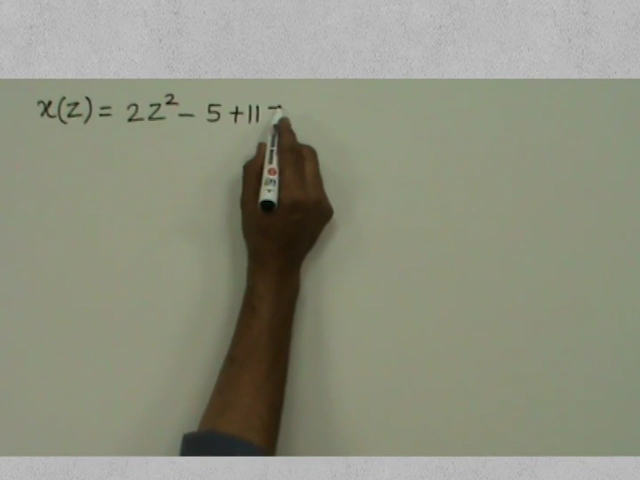 x(z) = 2z² - 5 + 11